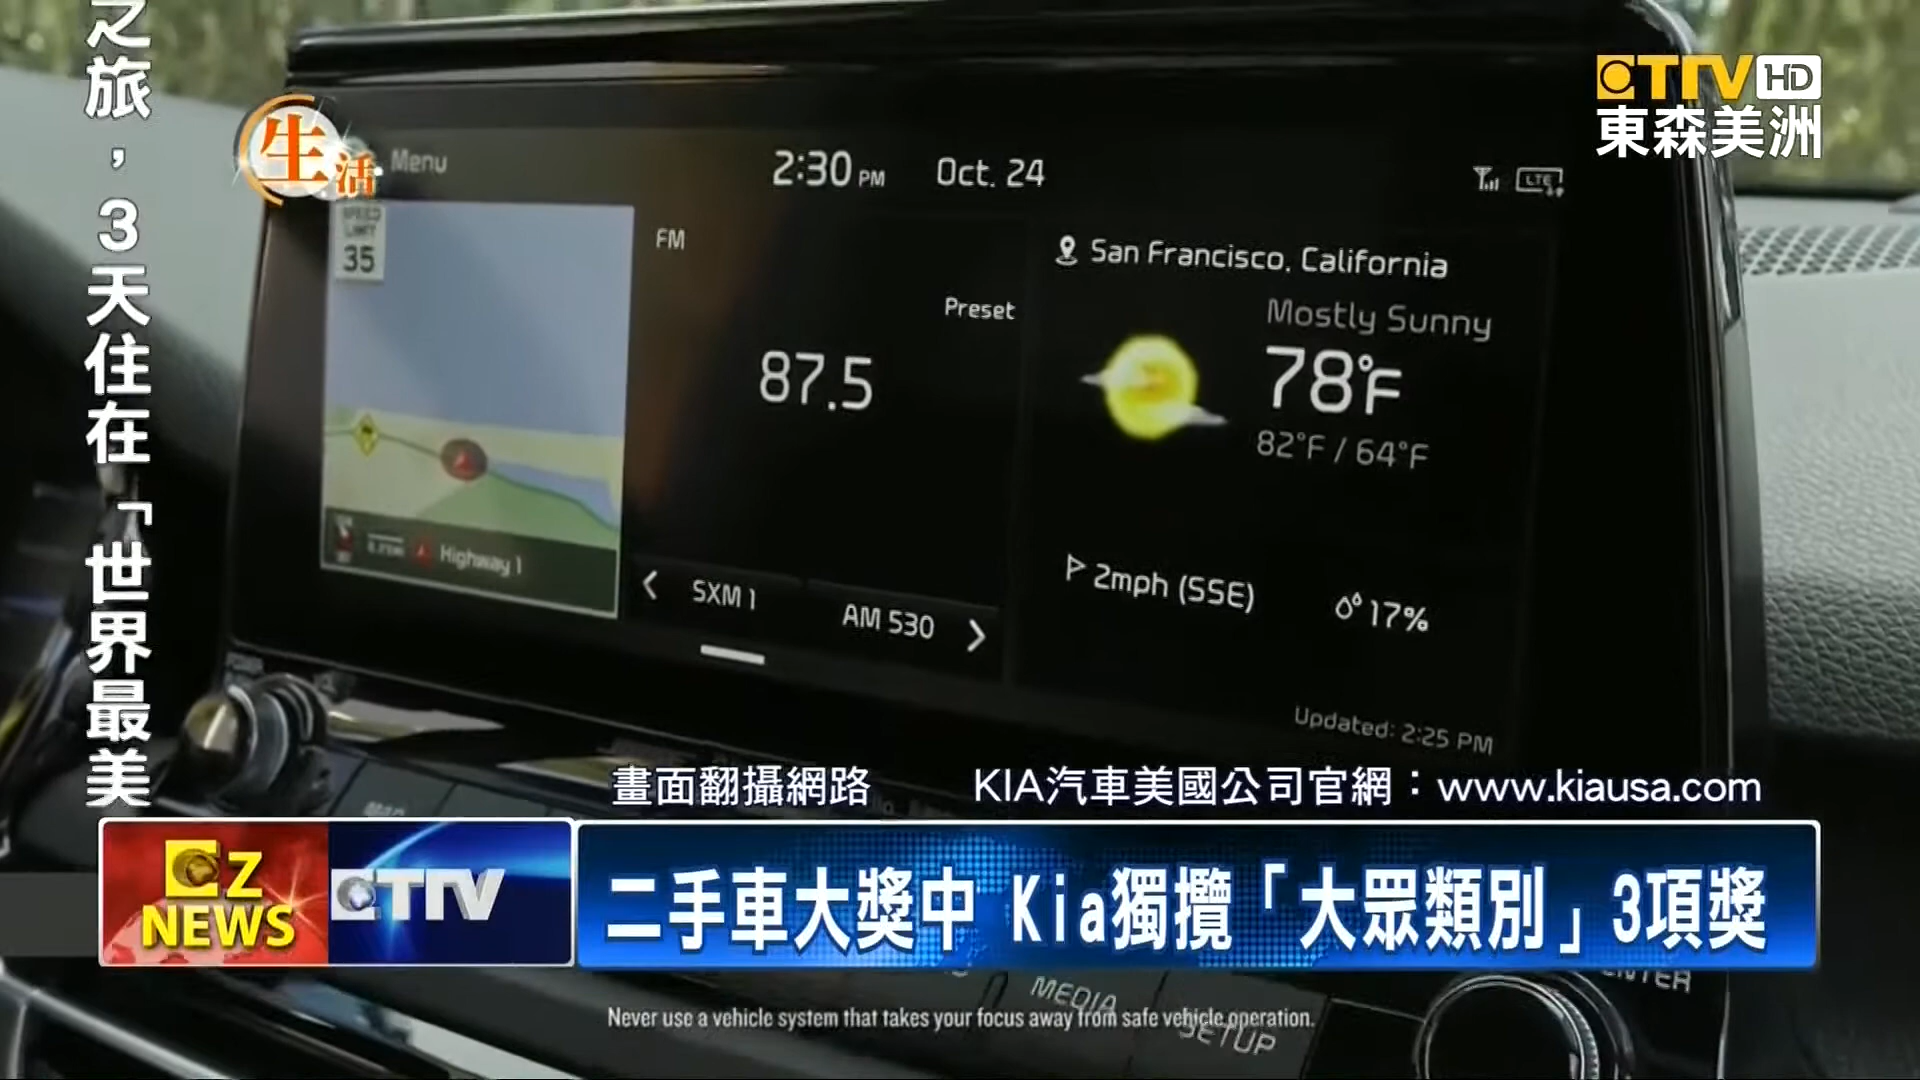 之旅，3天住在「世界最美
生活
ETTV HD
東森美洲
Menu
2:30 PM
Oct. 24
LTE
SPEED LIMIT 35
FM
Preset
87.5
San Francisco, California
Mostly Sunny
78°F
82°F / 64°F
Highway 1
SXM 1
AM 530
2mph (SSE)
17%
Updated: 2:25 PM
畫面翻攝網路
KIA汽車美國公司官網：www.kiausa.com
EZ NEWS
ETTV
二手車大獎中 Kia獨攬「大眾類別」3項獎
MEDIA
SETUP
Never use a vehicle system that takes your focus away from safe vehicle operation.